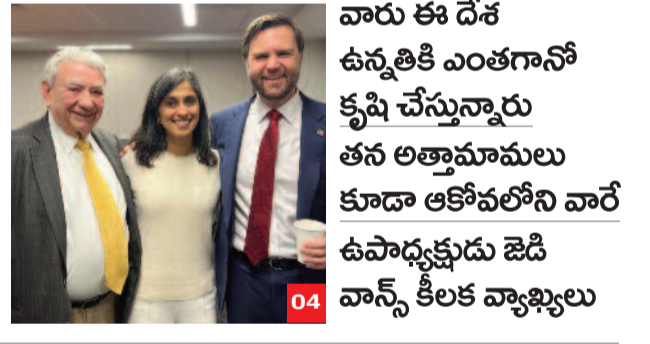 వారు ఈ దేశ
ఉన్నతికి ఎంతగానో
కృషి చేస్తున్నారు
తన అత్తామామలు
కూడా ఆకోవలోని వారే
ఉపాధ్యక్షుడు జెడి
వాన్స్ కీలక వ్యాఖ్యలు
04